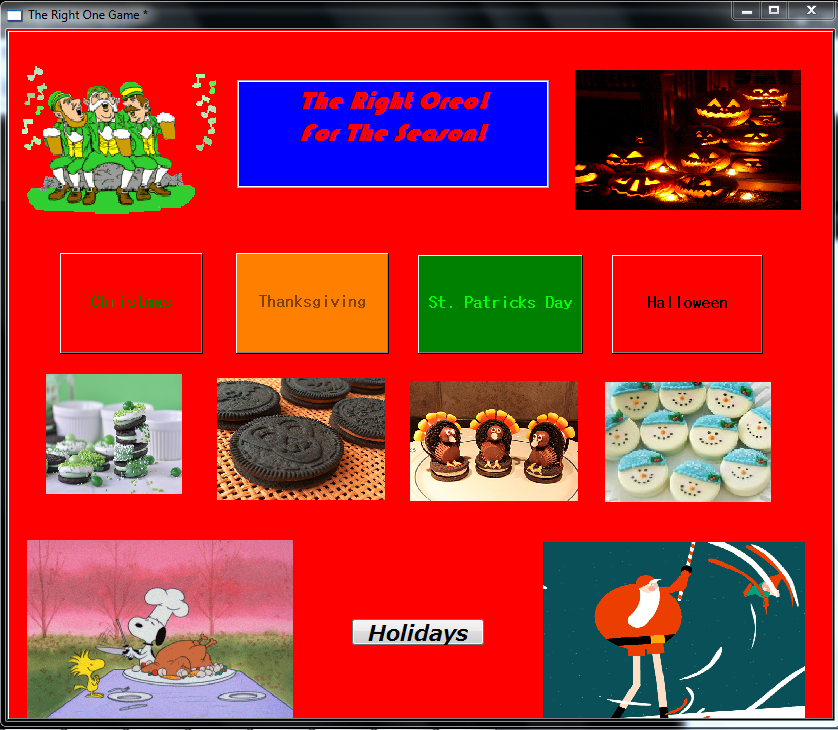 The Right One Game *
The Right Oreo!
For The Season!
Christmas
Thanksgiving
St. Patricks Day
Halloween
Holidays